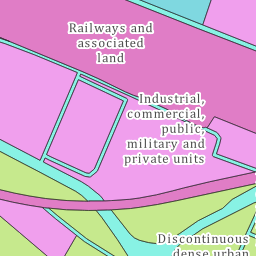 Railways and
associated
land
Industrial,
commercial,
public,
military and
private units
Discontinuous
dense urban